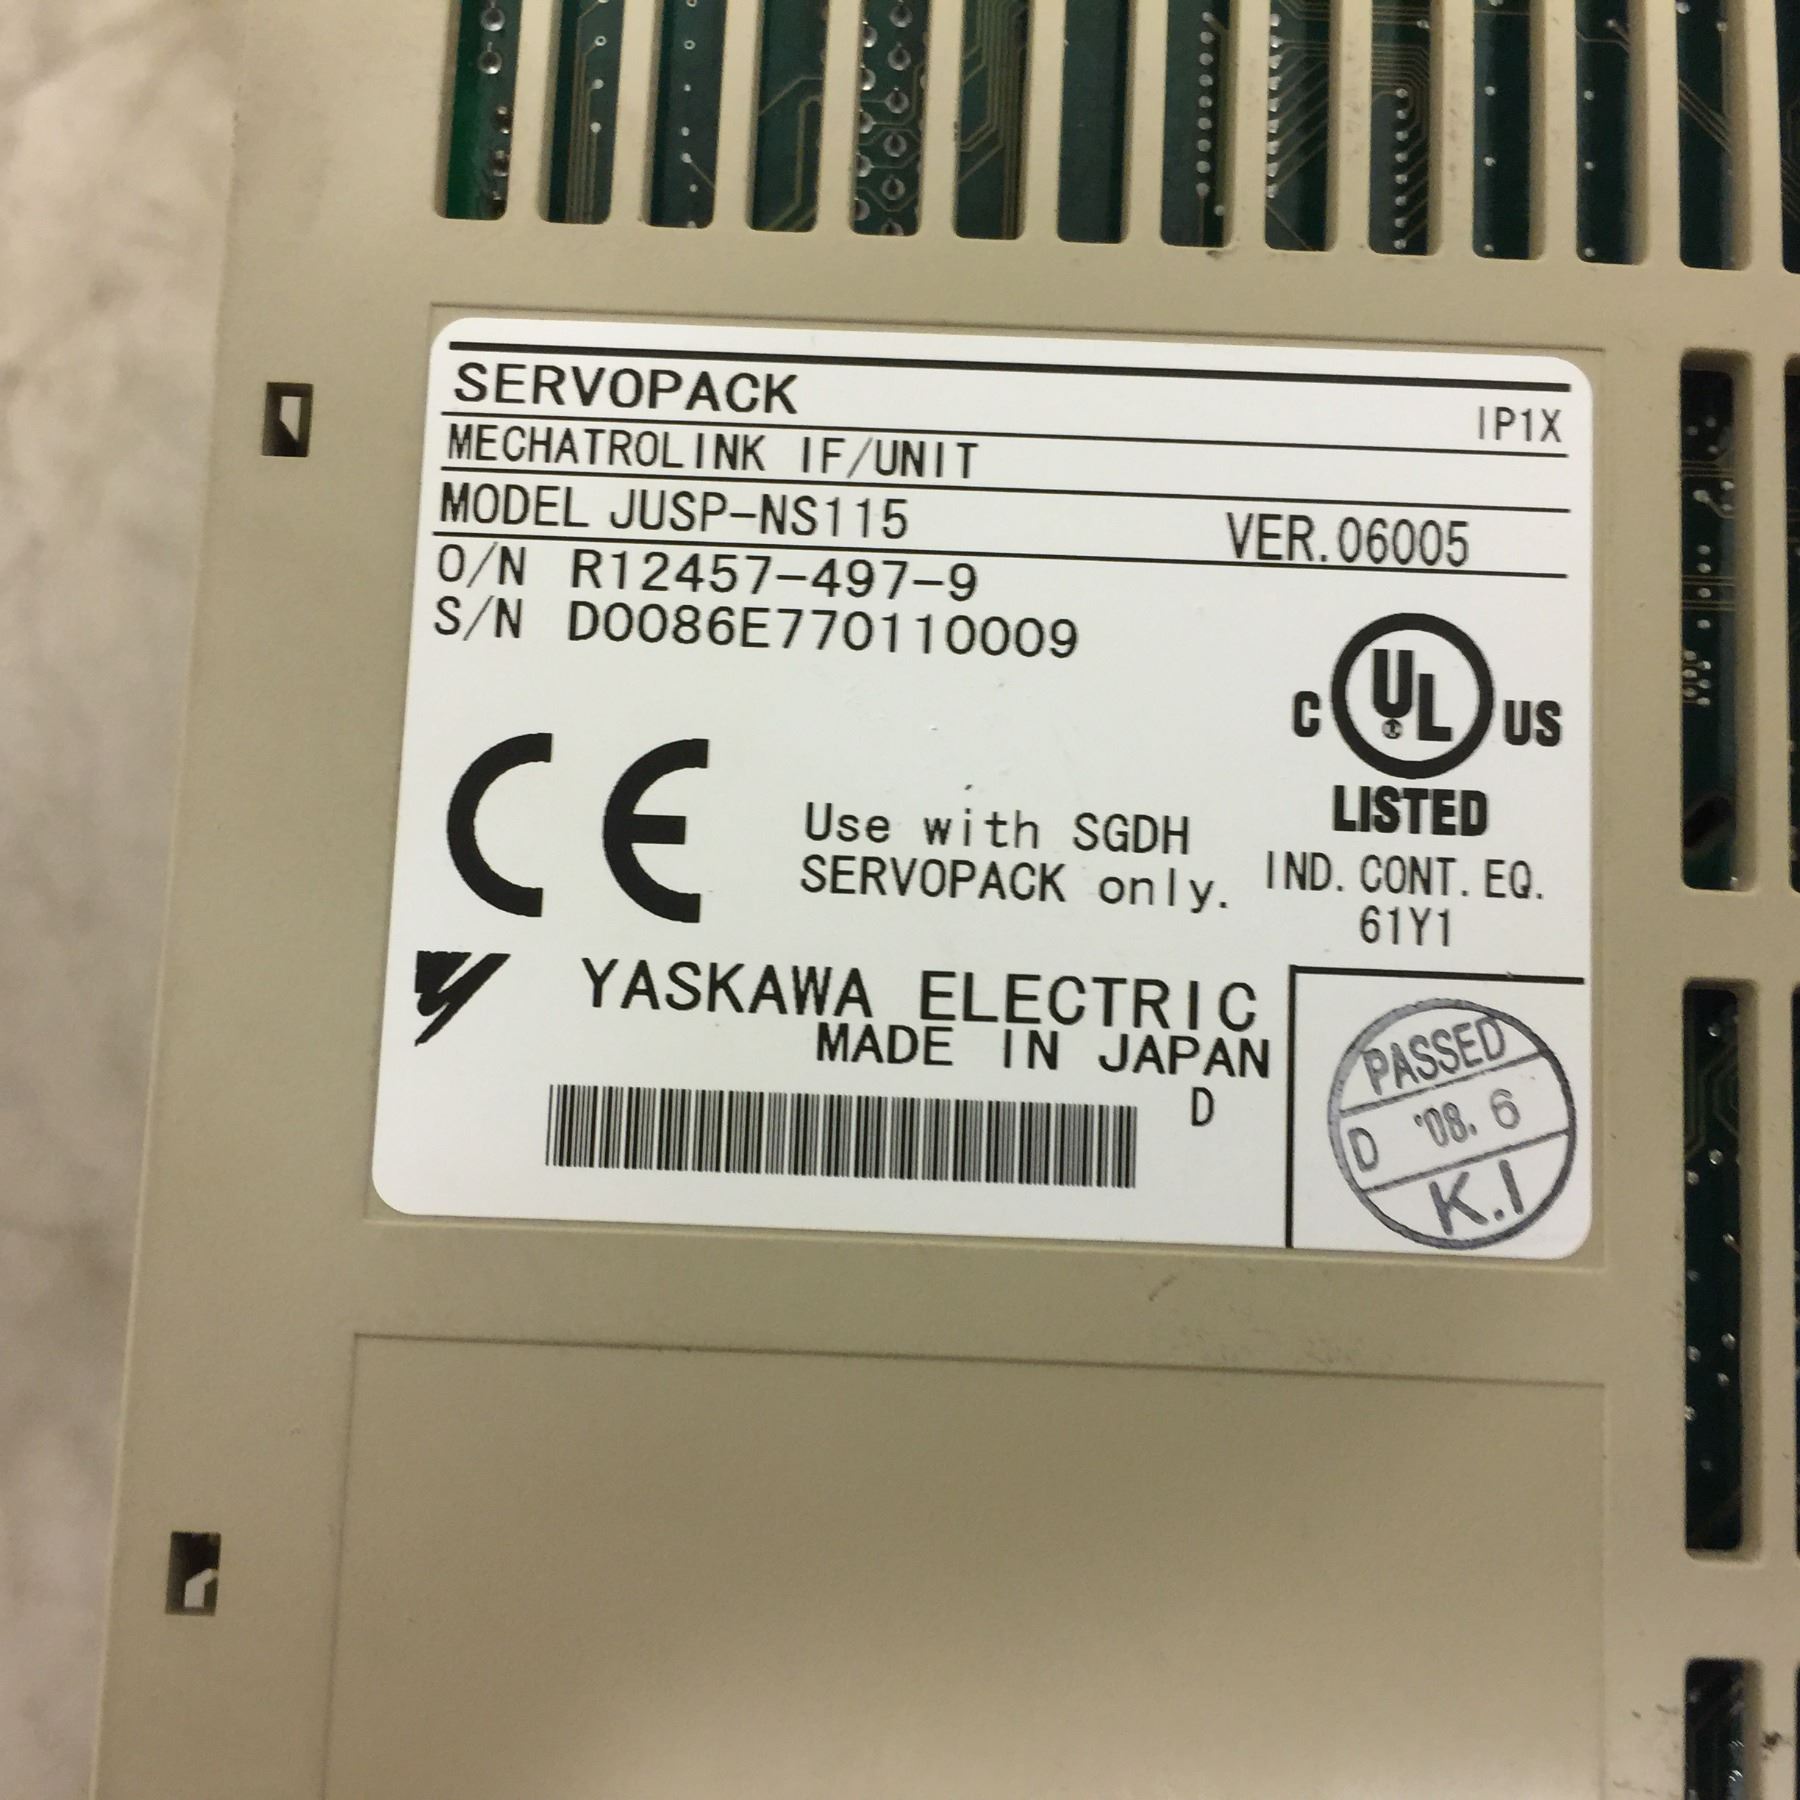 SERVOPACK
IP1X
MECHATROLINK IF/UNIT
MODEL JUSP-NS115 VER.06005
O/N R12457-497-9
S/N D0086E770110009
C UL US
LISTED
IND. CONT. EQ.
61Y1
CE
Use with SGDH
SERVOPACK only.
YASKAWA ELECTRIC
MADE IN JAPAN
D
PASSED
D '08. 6
K.I